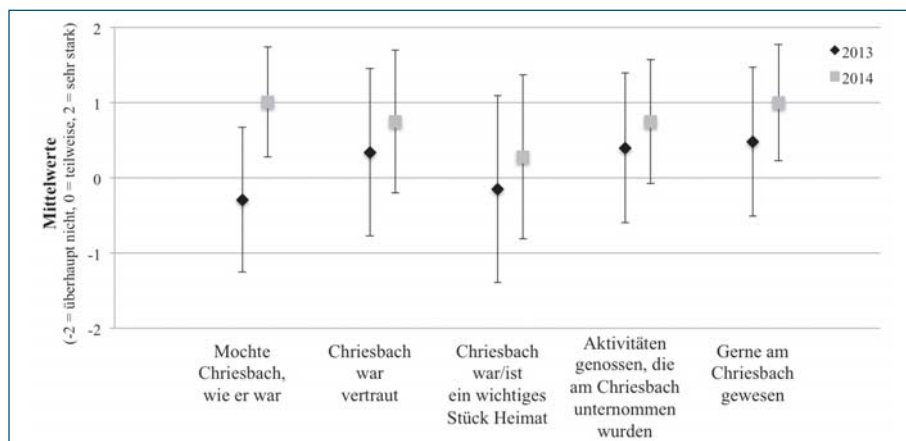 Mittelwerte
(-2 = überhaupt nicht, 0 = teilweise, 2 = sehr stark)
2
1
0
-1
-2
2013
2014
Mochte
Chriesbach,
wie er war
Chriesbach
war
vertraut
Chriesbach
war/ist
ein wichtiges
Stück Heimat
Aktivitäten
genossen, die
am Chriesbach
unternommen
wurden
Gerne am
Chriesbach
gewesen